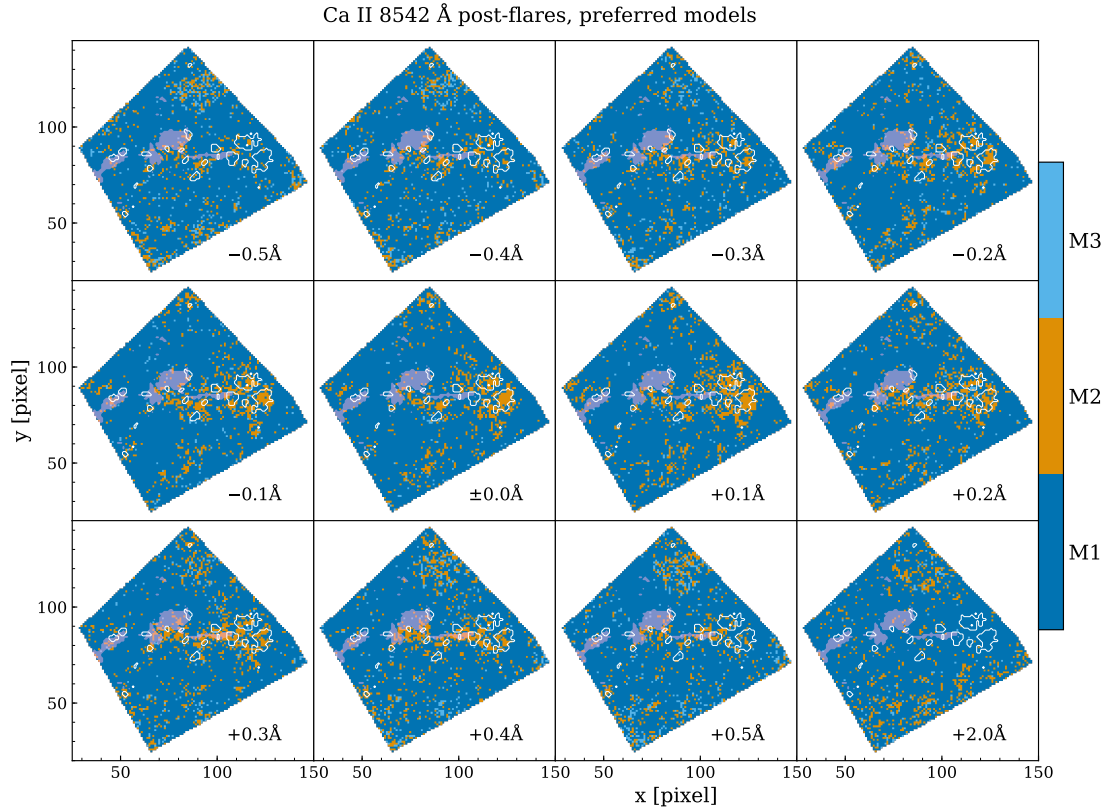 Ca II 8542 Å post-flares, preferred models
100
50
−0.5Å
−0.4Å
−0.3Å
−0.2Å
100
50
−0.1Å
±0.0Å
+0.1Å
+0.2Å
100
50
+0.3Å
+0.4Å
+0.5Å
+2.0Å
50
100
150
50
100
150
50
100
150
50
100
150
x [pixel]
y [pixel]
M3
M2
M1